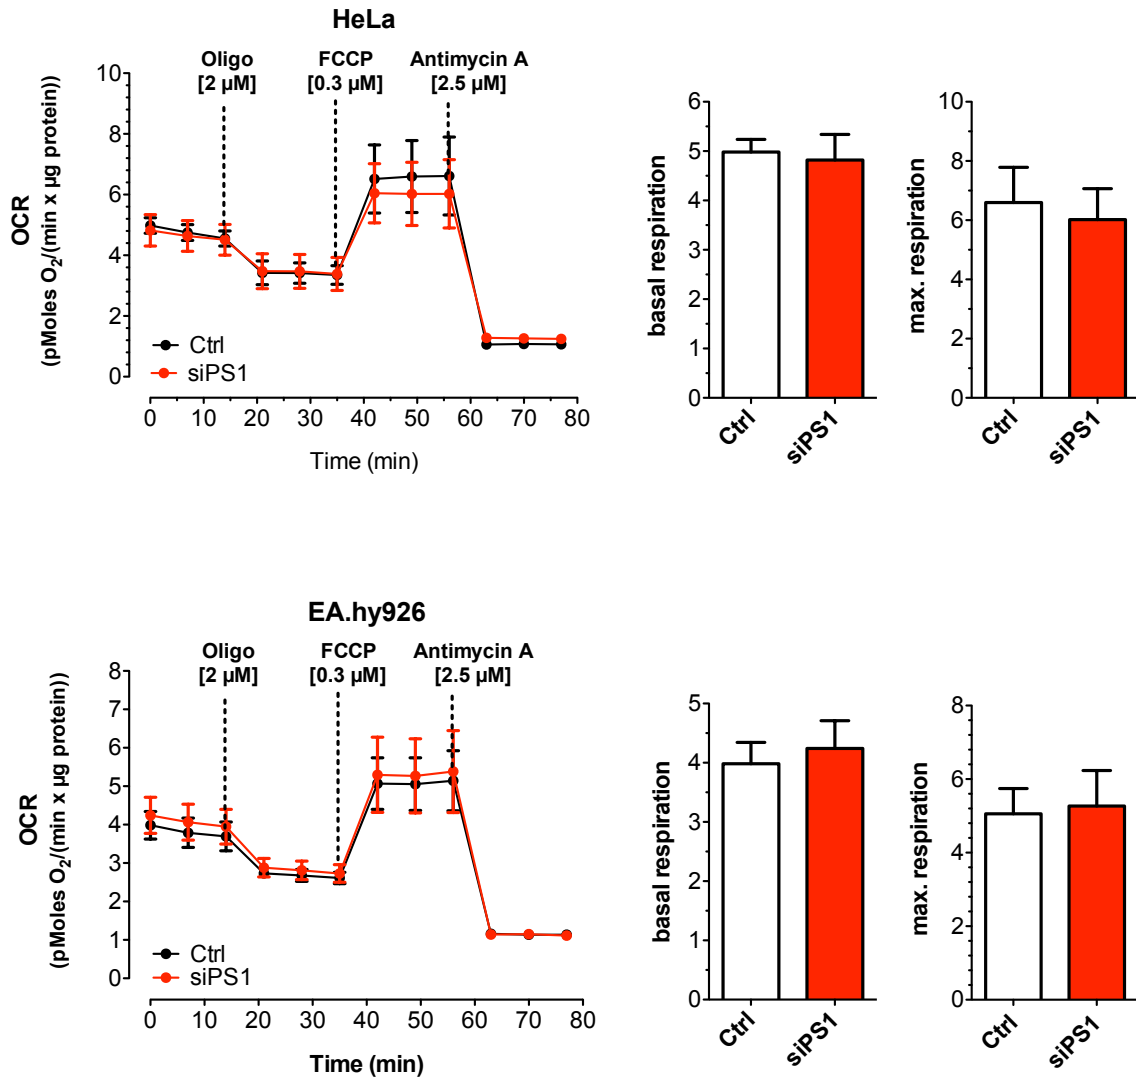 HeLa
Oligo
[2 µM]
FCCP
[0.3 µM]
Antimycin A
[2.5 µM]
OCR
(pMoles O2/(min x µg protein))
10
8
6
4
2
0
Ctrl
siPS1
0 10 20 30 40 50 60 70 80
Time (min)
basal respiration
6
5
4
3
2
1
0
Ctrl
siPS1
max. respiration
10
8
6
4
2
0
Ctrl
siPS1
EA.hy926
Oligo
[2 µM]
FCCP
[0.3 µM]
Antimycin A
[2.5 µM]
OCR
(pMoles O2/(min x µg protein))
8
7
6
5
4
3
2
1
0
Ctrl
siPS1
0 10 20 30 40 50 60 70 80
Time (min)
basal respiration
5
4
3
2
1
0
Ctrl
siPS1
max. respiration
8
6
4
2
0
Ctrl
siPS1